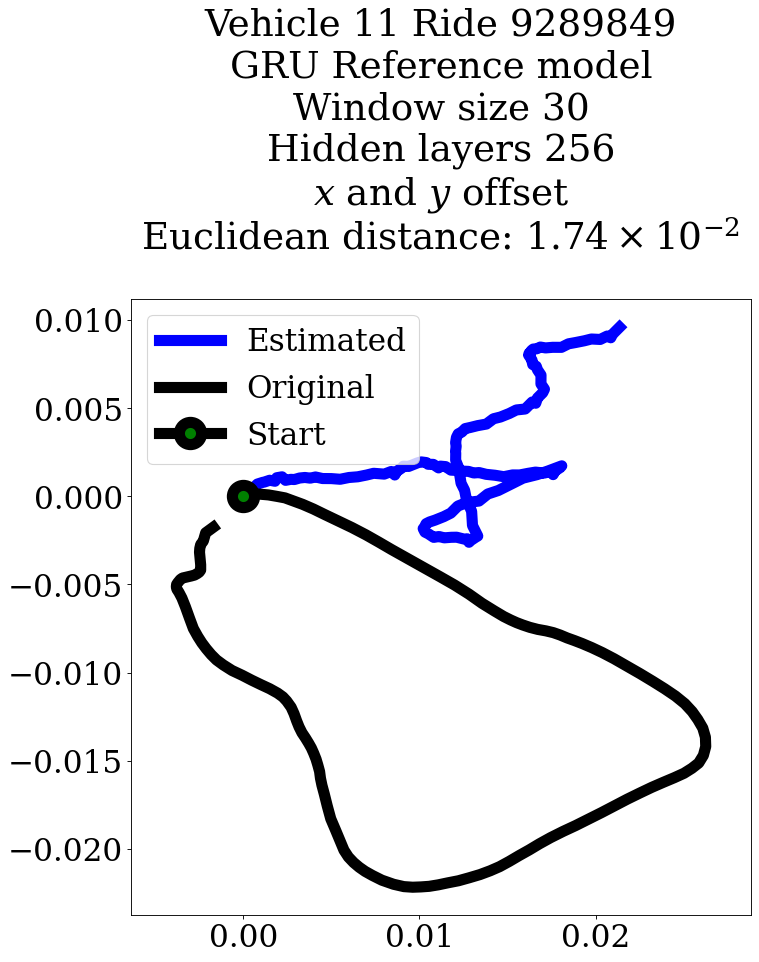 Vehicle 11 Ride 9289849
GRU Reference model
Window size 30
Hidden layers 256
x and y offset
Euclidean distance: 1.74 × 10⁻²
Estimated
Original
Start
0.010
0.005
0.000
−0.005
−0.010
−0.015
−0.020
0.00 0.01 0.02